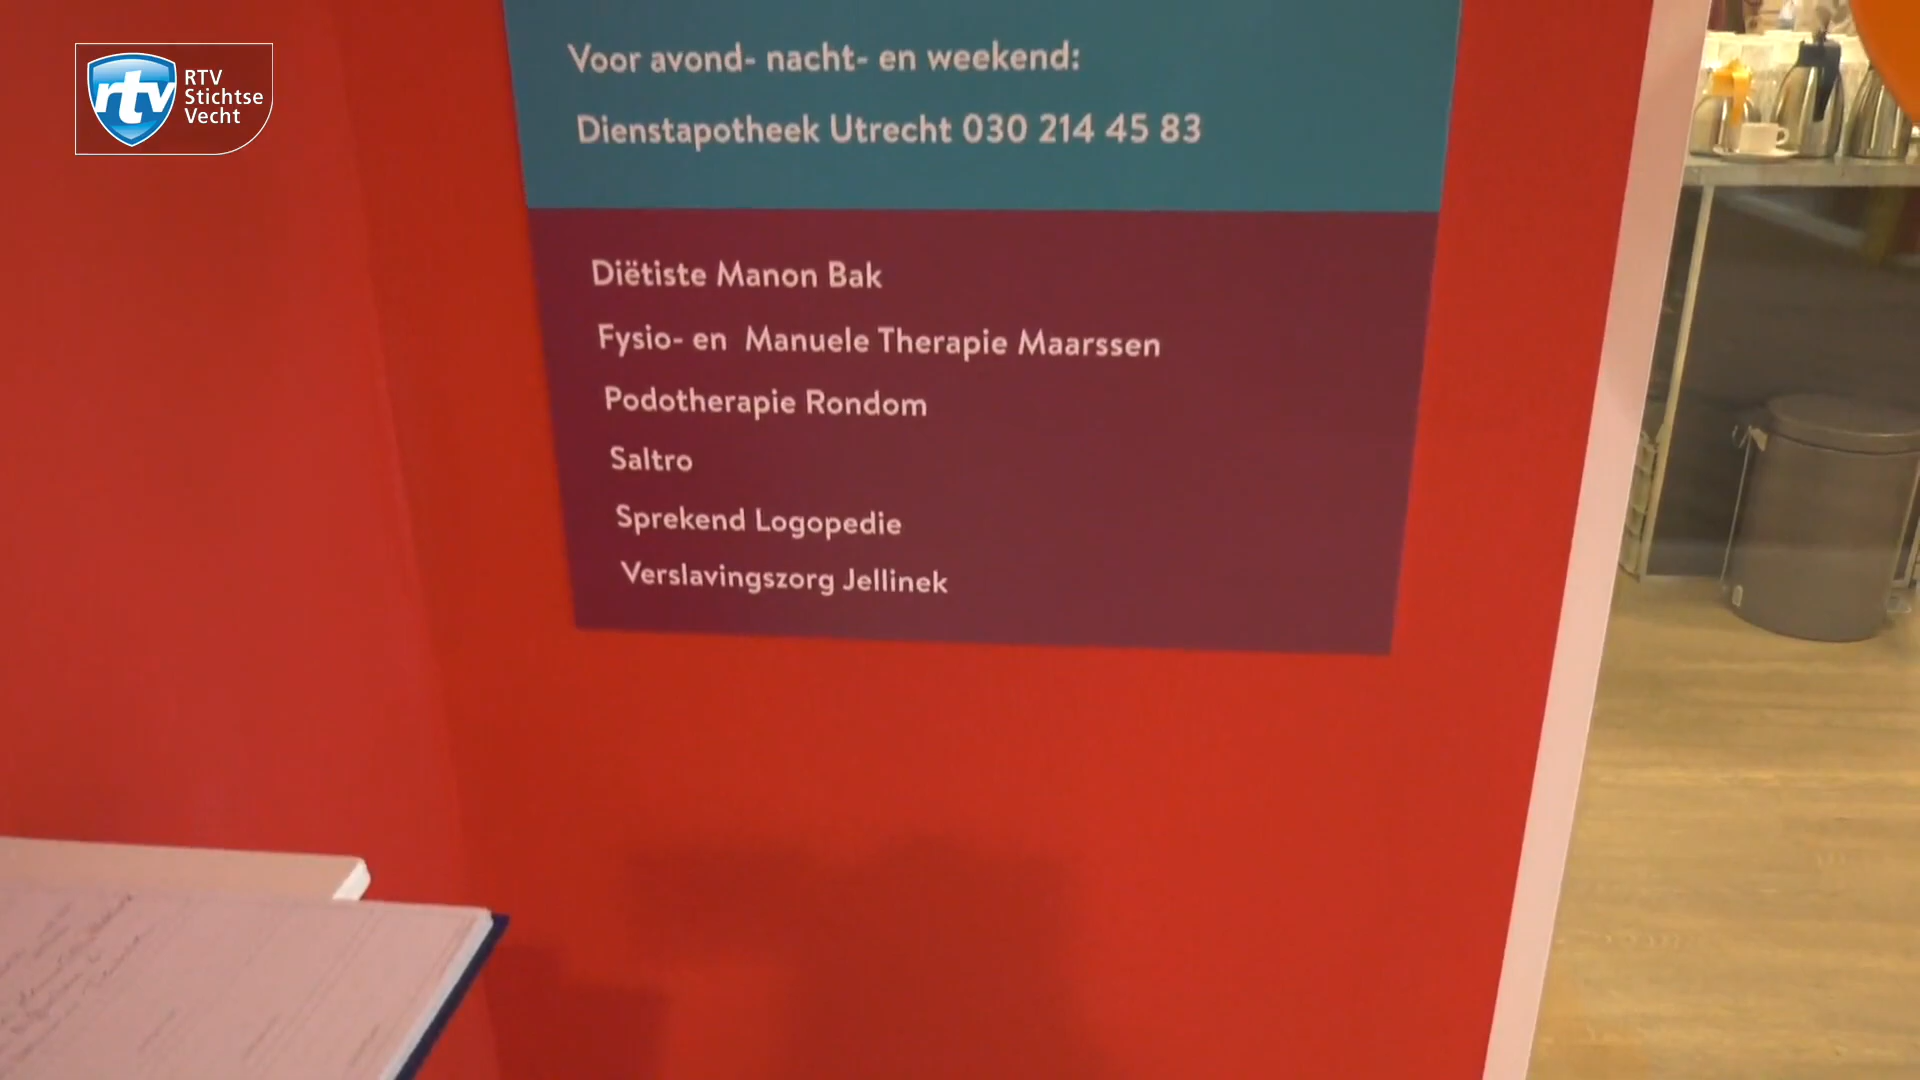 rtv RTV
Stichtse
Vecht
Voor avond- nacht- en weekend:
Dienstapotheek Utrecht 030 214 45 83
Diëtiste Manon Bak
Fysio- en Manuele Therapie Maarssen
Podotherapie Rondom
Saltro
Sprekend Logopedie
Verslavingszorg Jellinek